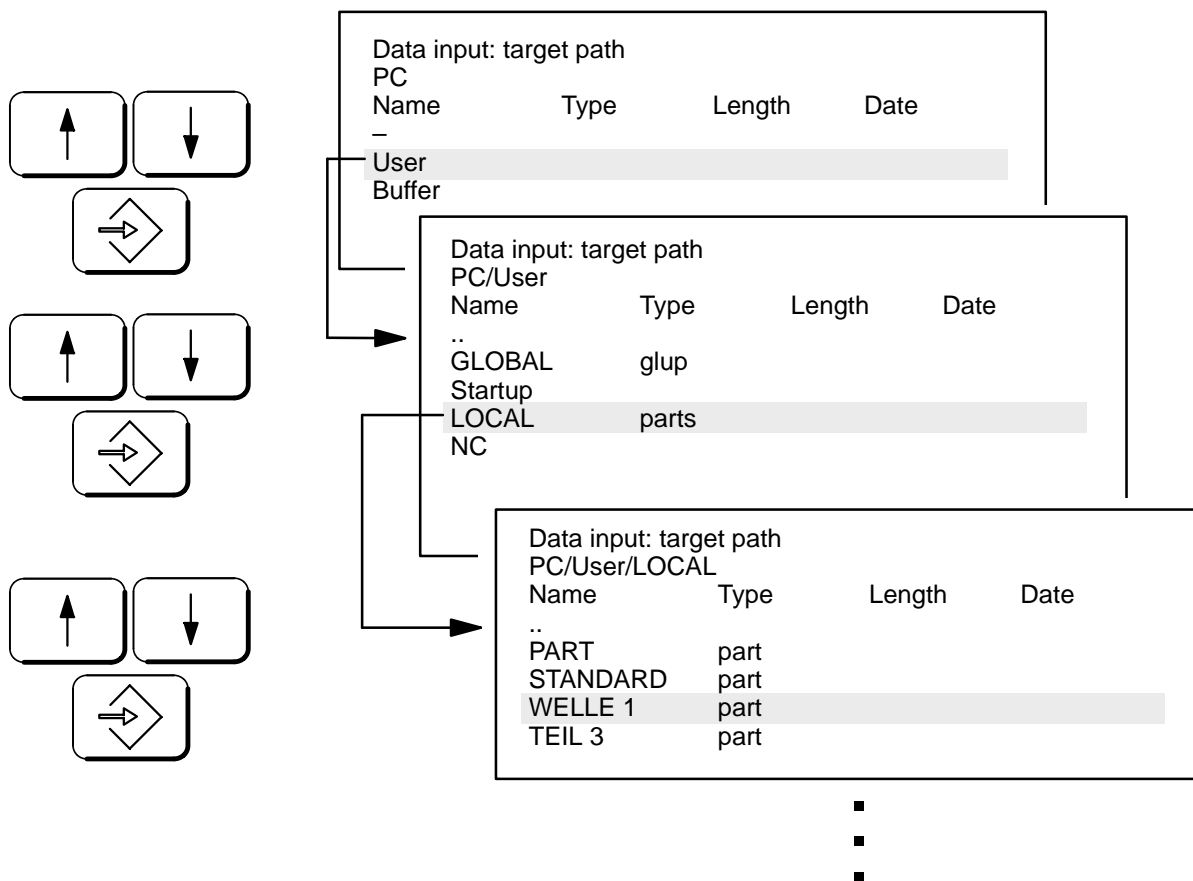 Data input: target path
PC
Name Type Length Date
–
User
Buffer
Data input: target path
PC/User
Name Type Length Date
..
GLOBAL glup
Startup
LOCAL parts
NC
Data input: target path
PC/User/LOCAL
Name Type Length Date
..
PART part
STANDARD part
WELLE 1 part
TEIL 3 part